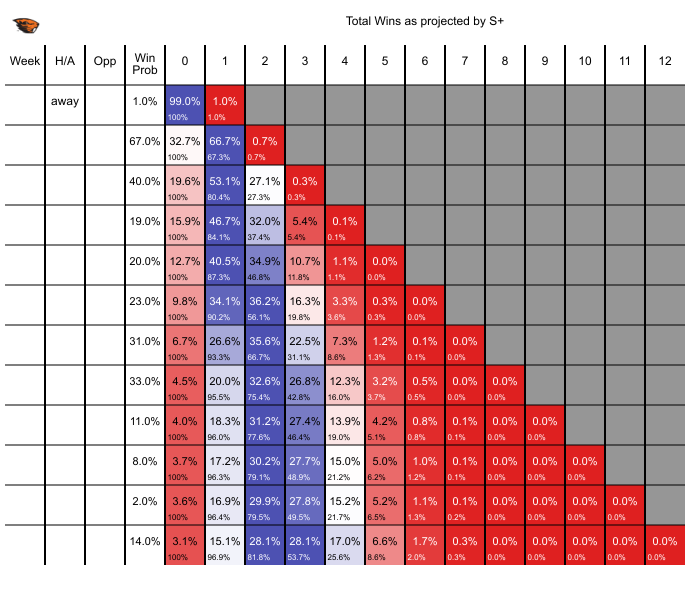 Total Wins as projected by S+
Week H/A Opp Win Prob 0 1 2 3 4 5 6 7 8 9 10 11 12
away 1.0% 99.0% 1.0%
100% 1.0%
67.0% 32.7% 66.7% 0.7%
100% 67.3% 0.7%
40.0% 19.6% 53.1% 27.1% 0.3%
100% 80.4% 27.3% 0.3%
19.0% 15.9% 46.7% 32.0% 5.4% 0.1%
100% 84.1% 37.4% 5.4% 0.1%
20.0% 12.7% 40.5% 34.9% 10.7% 1.1% 0.0%
100% 87.3% 46.8% 11.8% 1.1% 0.0%
23.0% 9.8% 34.1% 36.2% 16.3% 3.3% 0.3% 0.0%
100% 90.2% 56.1% 19.8% 3.6% 0.3% 0.0%
31.0% 6.7% 26.6% 35.6% 22.5% 7.3% 1.2% 0.1% 0.0%
100% 93.3% 66.7% 31.1% 8.6% 1.3% 0.1% 0.0%
33.0% 4.5% 20.0% 32.6% 26.8% 12.3% 3.2% 0.5% 0.0% 0.0%
100% 95.5% 75.4% 42.8% 16.0% 3.7% 0.5% 0.0% 0.0%
11.0% 4.0% 18.3% 31.2% 27.4% 13.9% 4.2% 0.8% 0.1% 0.0% 0.0%
100% 96.0% 77.6% 46.4% 19.0% 5.1% 0.8% 0.1% 0.0% 0.0%
8.0% 3.7% 17.2% 30.2% 27.7% 15.0% 5.0% 1.0% 0.1% 0.0% 0.0% 0.0%
100% 96.3% 79.1% 48.9% 21.2% 6.2% 1.2% 0.1% 0.0% 0.0% 0.0%
2.0% 3.6% 16.9% 29.9% 27.8% 15.2% 5.2% 1.1% 0.1% 0.0% 0.0% 0.0% 0.0%
100% 96.4% 79.5% 49.5% 21.7% 6.5% 1.3% 0.2% 0.0% 0.0% 0.0% 0.0%
14.0% 3.1% 15.1% 28.1% 28.1% 17.0% 6.6% 1.7% 0.3% 0.0% 0.0% 0.0% 0.0% 0.0%
100% 96.9% 81.8% 53.7% 25.6% 8.6% 2.0% 0.3% 0.0% 0.0% 0.0% 0.0% 0.0%